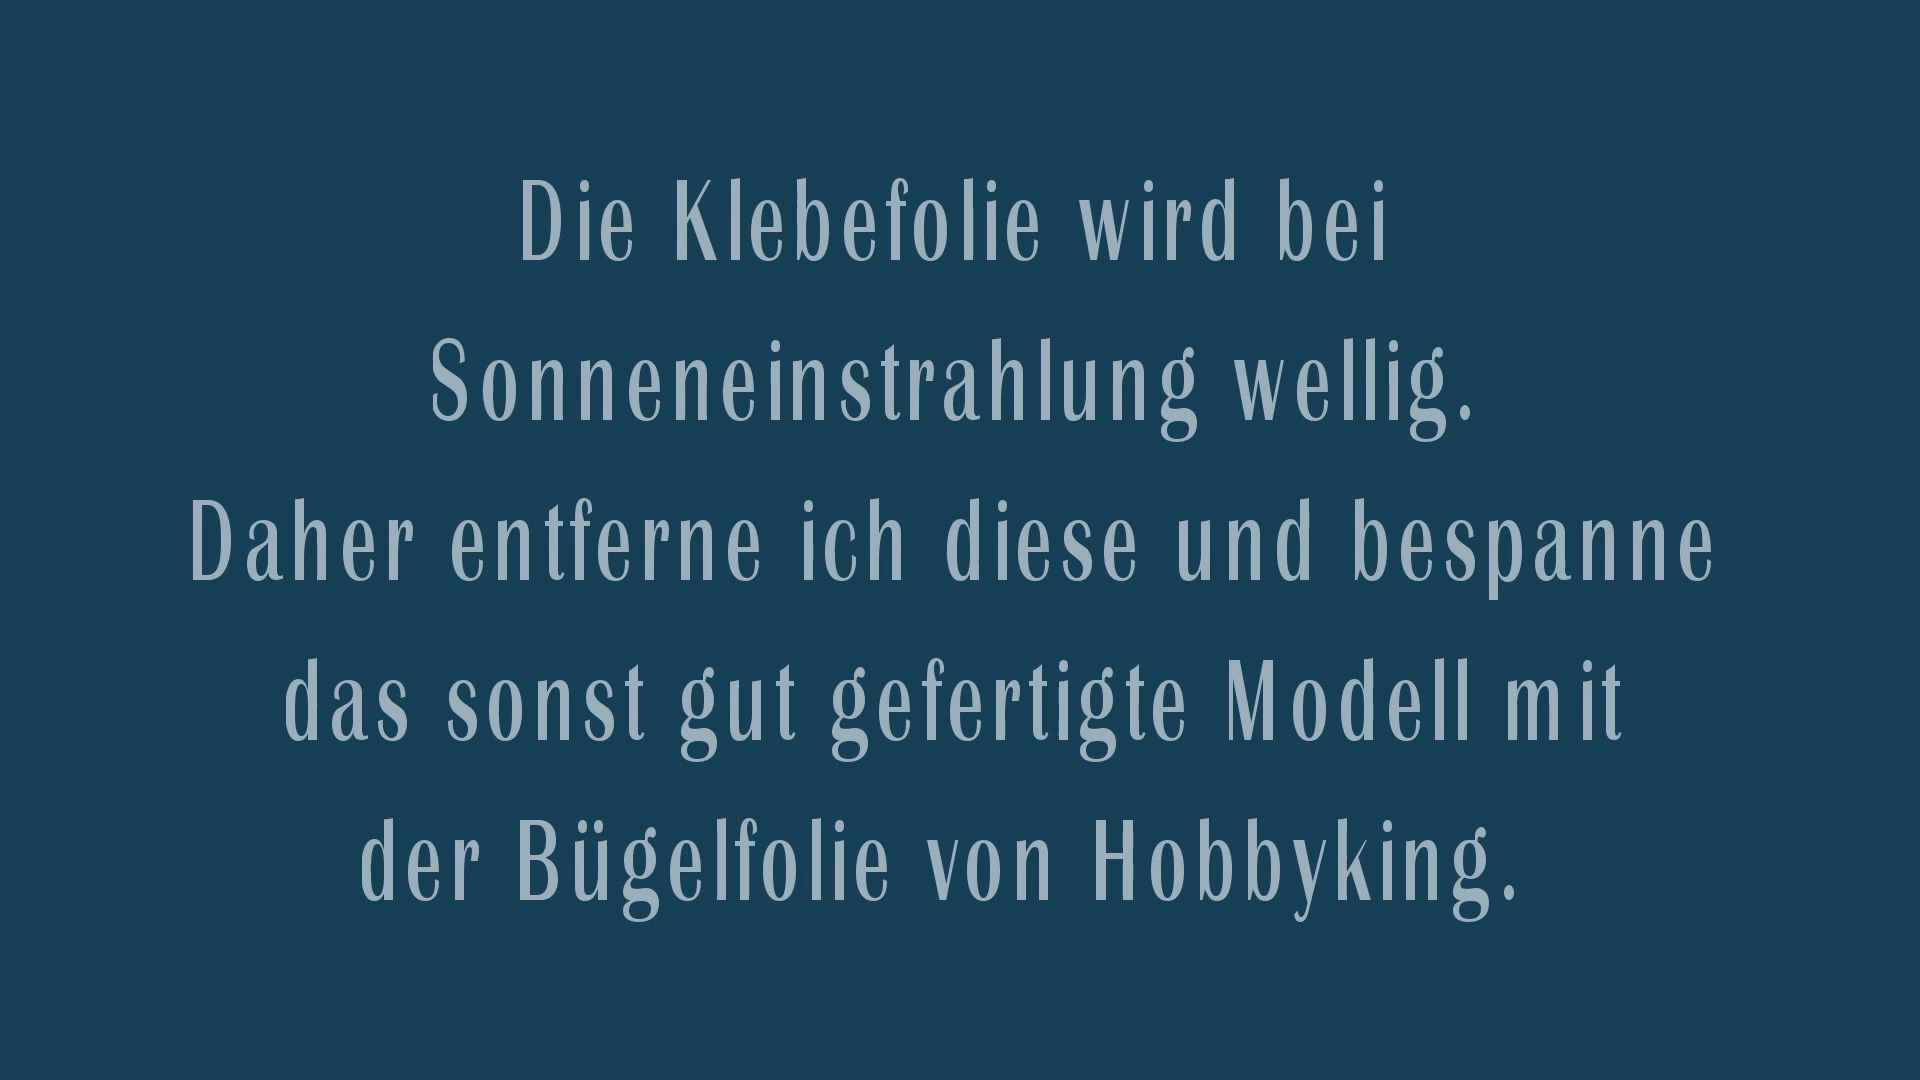 Die Klebefolie wird bei
Sonneneinstrahlung wellig.
Daher entferne ich diese und bespanne
das sonst gut gefertigte Modell mit
der Bügelfolie von Hobbyking.